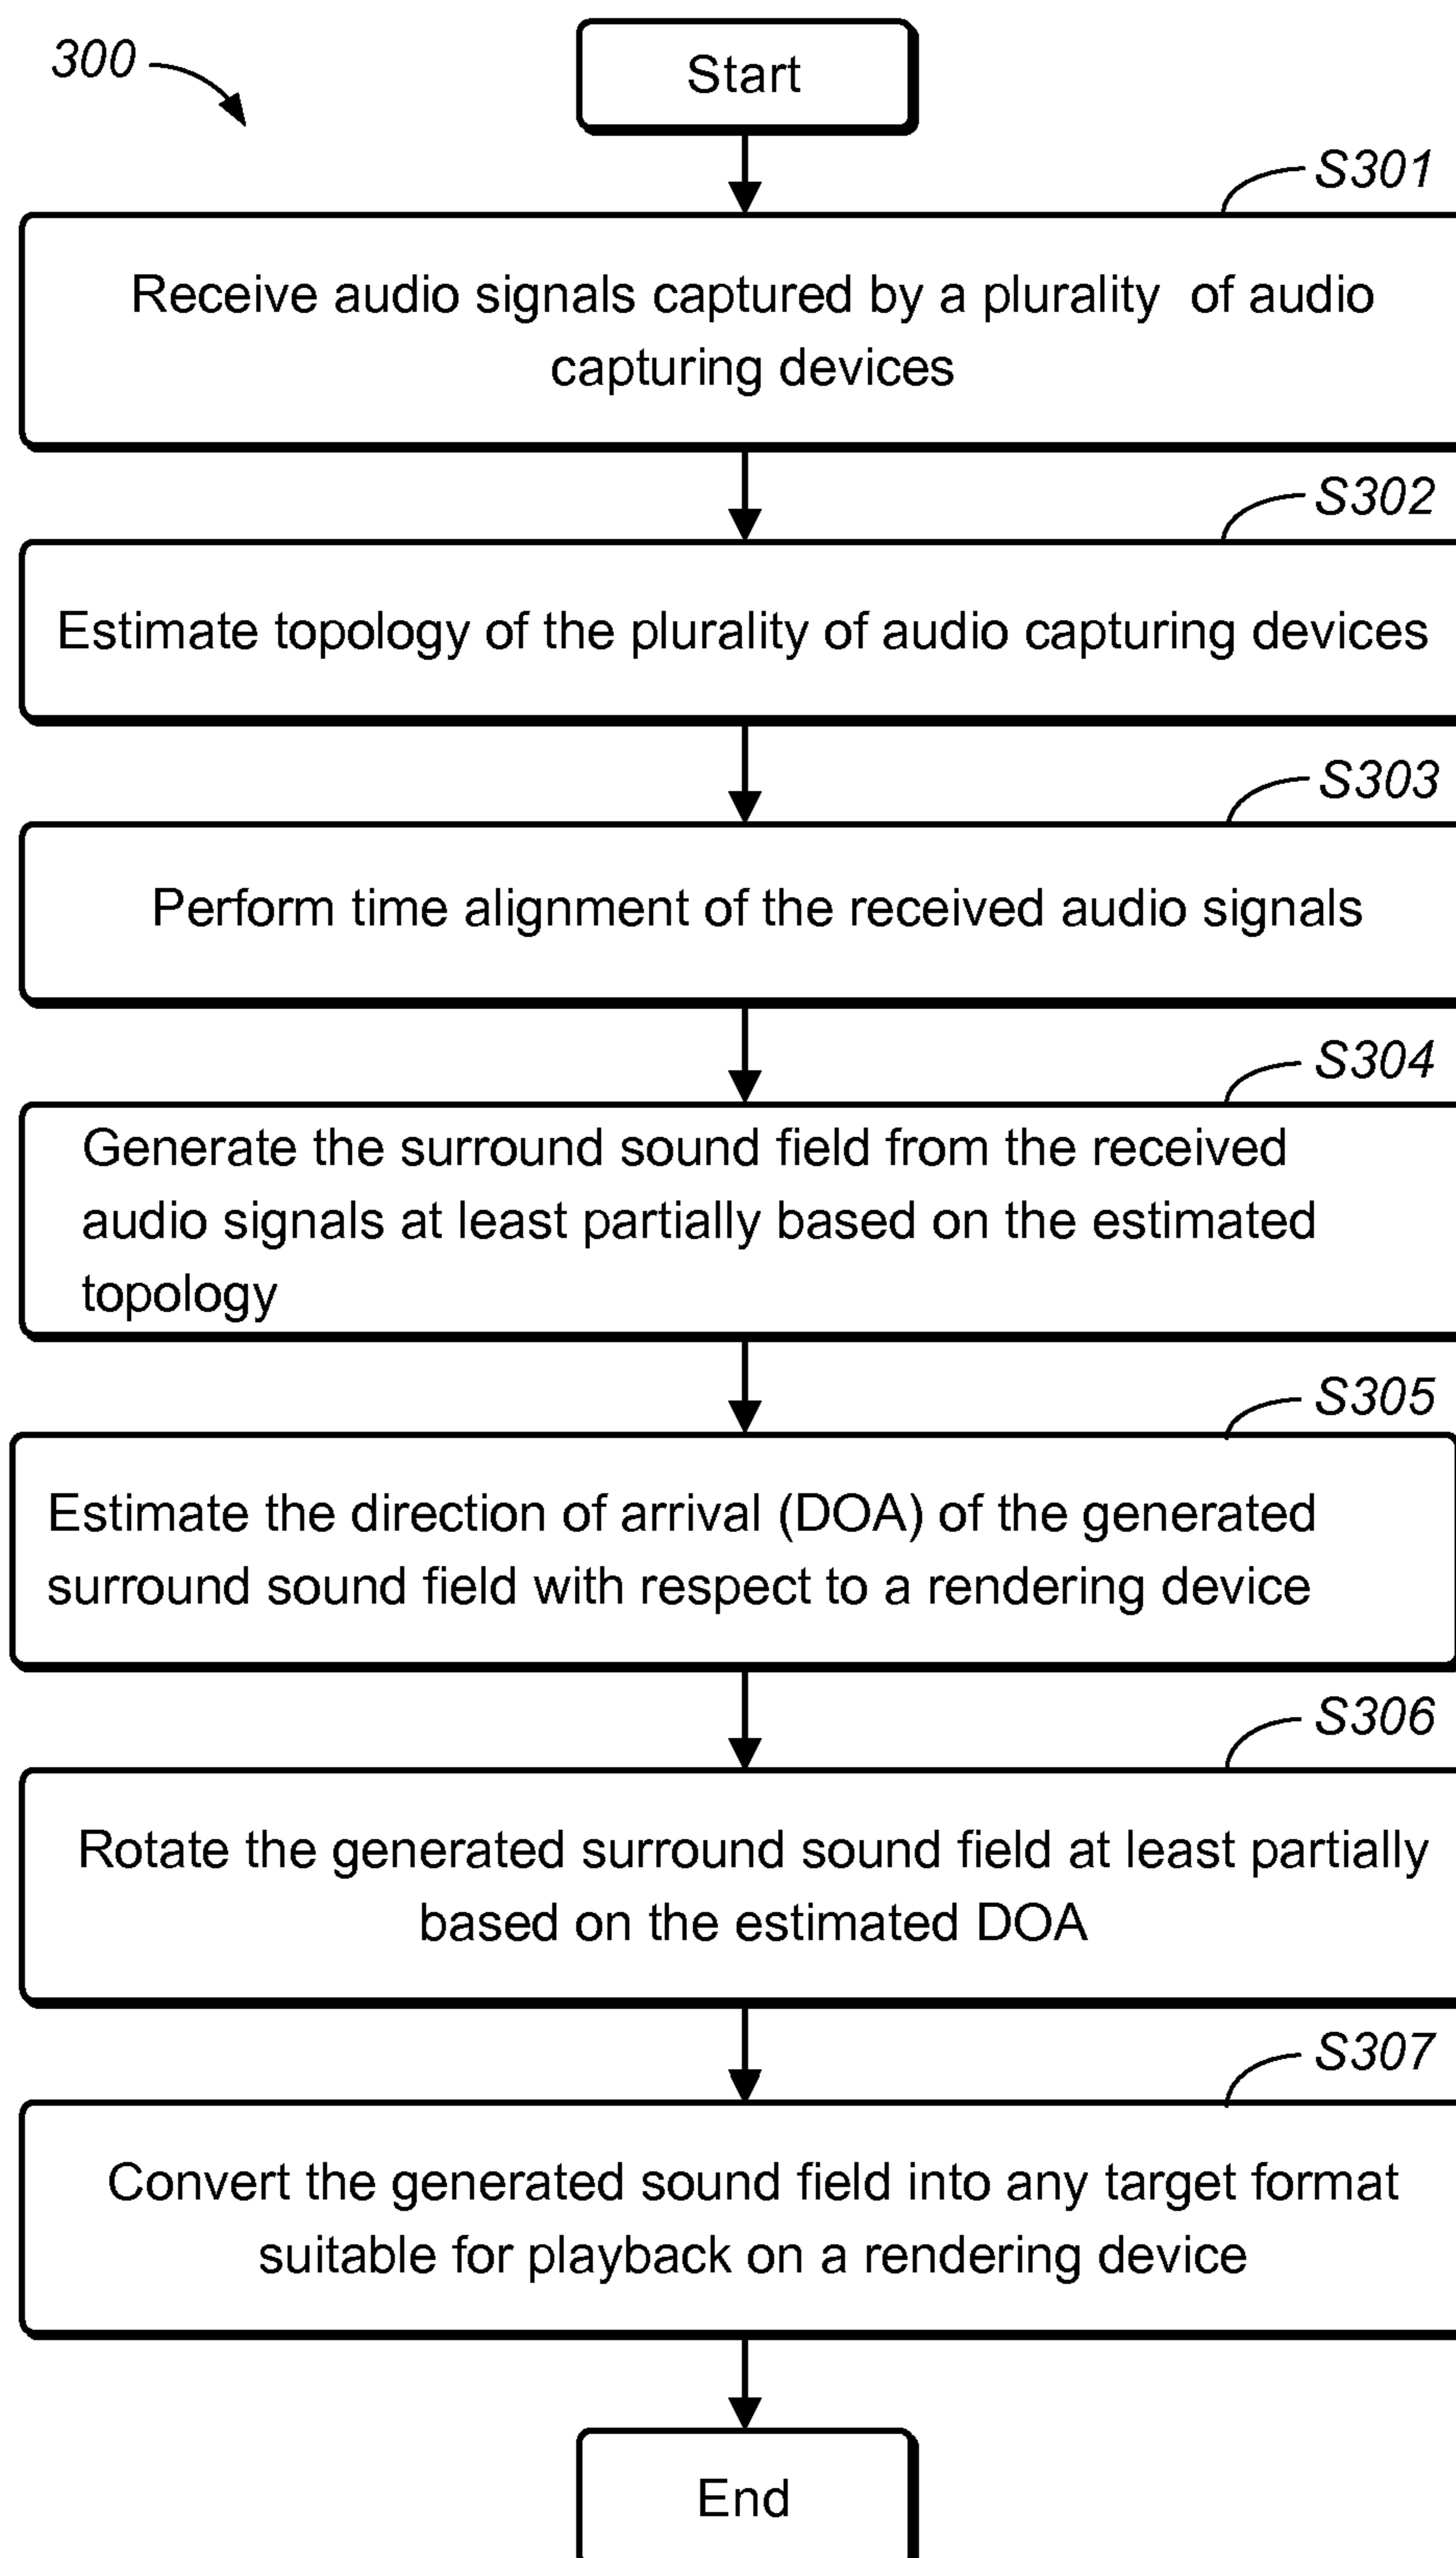 300
Start
S301
Receive audio signals captured by a plurality of audio
capturing devices
S302
Estimate topology of the plurality of audio capturing devices
S303
Perform time alignment of the received audio signals
S304
Generate the surround sound field from the received
audio signals at least partially based on the estimated
topology
S305
Estimate the direction of arrival (DOA) of the generated
surround sound field with respect to a rendering device
S306
Rotate the generated surround sound field at least partially
based on the estimated DOA
S307
Convert the generated sound field into any target format
suitable for playback on a rendering device
End